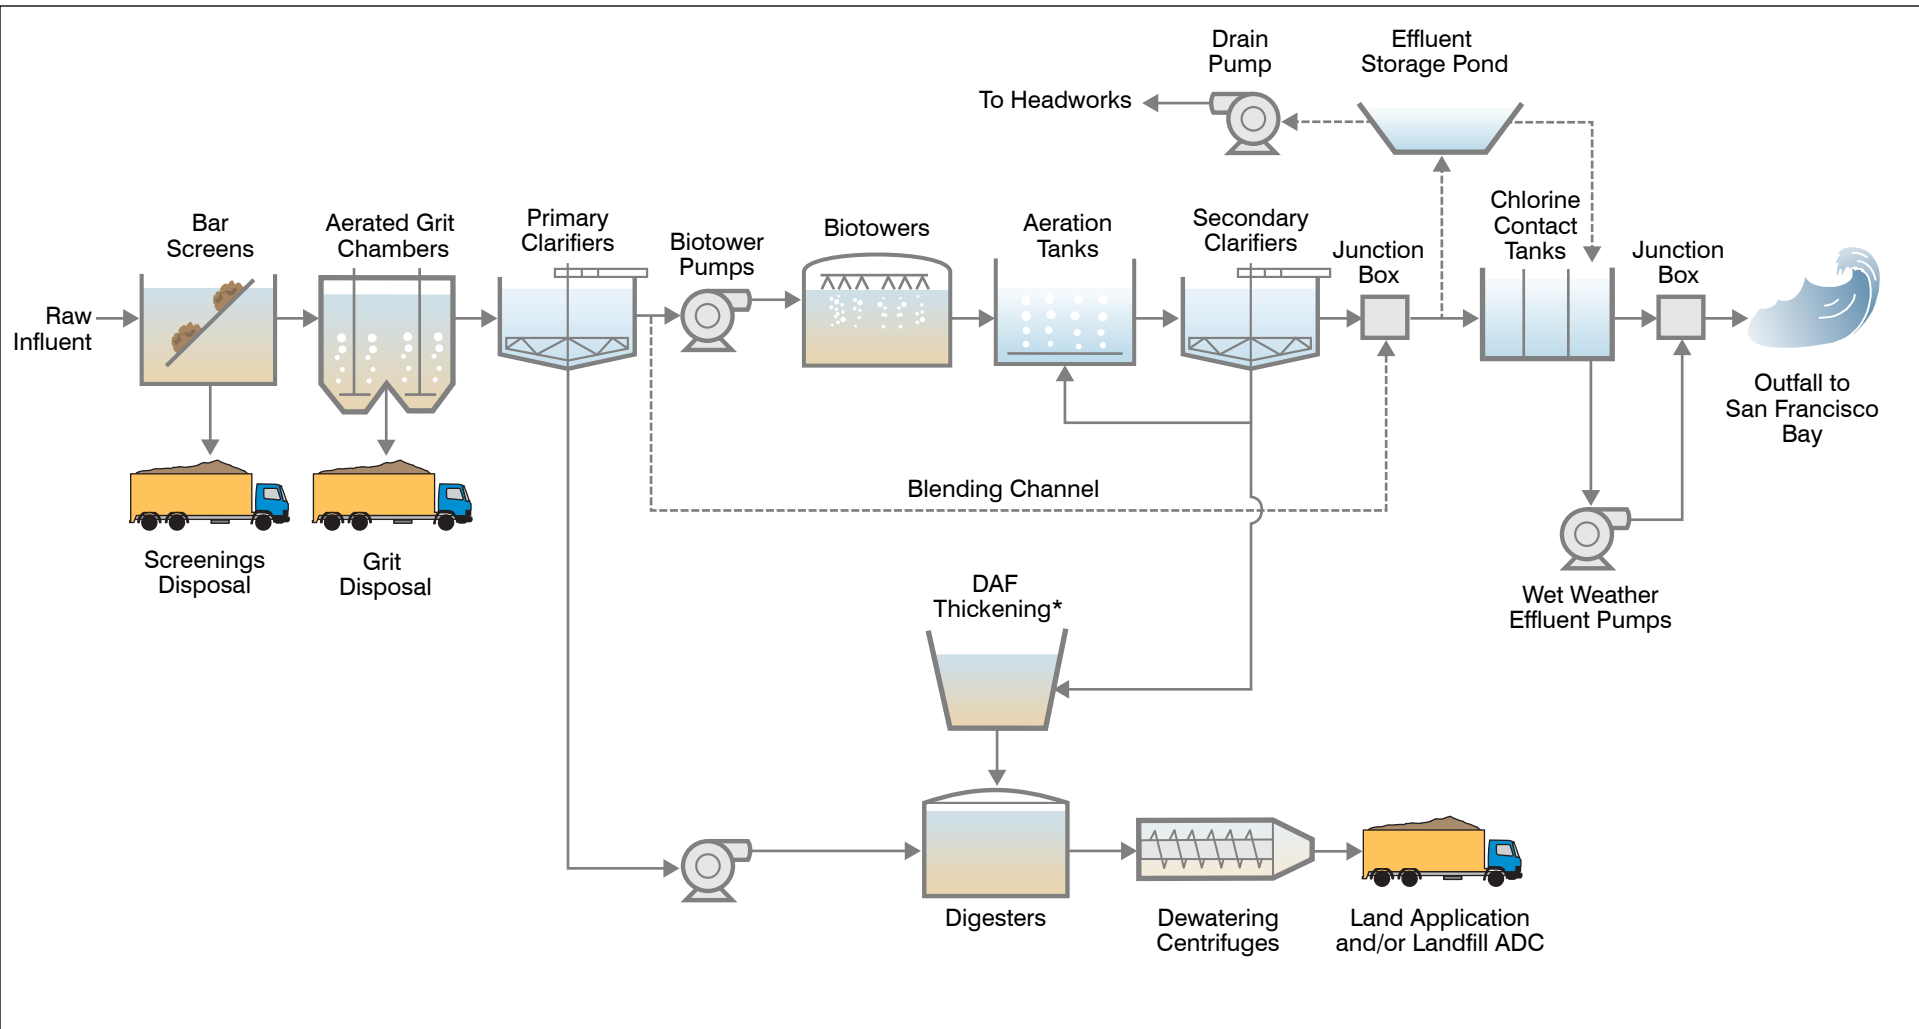 Drain
Pump
Effluent
Storage Pond
To Headworks
Bar
Screens
Aerated Grit
Chambers
Primary
Clarifiers
Biotower
Pumps
Biotowers
Aeration
Tanks
Secondary
Clarifiers
Junction
Box
Chlorine
Contact
Tanks
Junction
Box
Raw
Influent
Outfall to
San Francisco
Bay
Blending Channel
Screenings
Disposal
Grit
Disposal
DAF
Thickening*
Wet Weather
Effluent Pumps
Digesters
Dewatering
Centrifuges
Land Application
and/or Landfill ADC